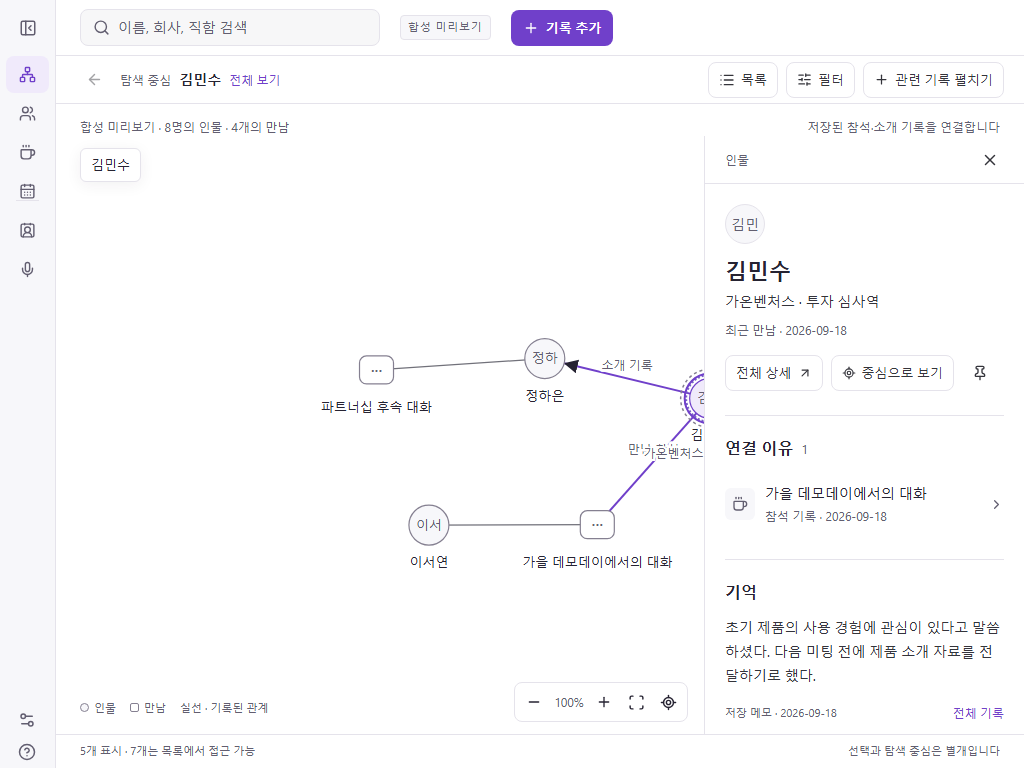 이름, 회사, 직함 검색
합성 미리보기
기록 추가
탐색 중심 김민수 전체 보기
목록
필터
관련 기록 펼치기
합성 미리보기 · 8명의 인물 · 4개의 만남
저장된 참석·소개 기록을 연결합니다
김민수
인물
김민
김민수
가온벤처스 · 투자 심사역
최근 만남 · 2026-09-18
전체 상세
중심으로 보기
정하
소개 기록
정하은
파트너십 후속 대화
가온벤처스
연결 이유 1
가을 데모데이에서의 대화
참석 기록 · 2026-09-18
이서
이서연
가을 데모데이에서의 대화
기억
초기 제품의 사용 경험에 관심이 있다고 말씀
하셨다. 다음 미팅 전에 제품 소개 자료를 전
달하기로 했다.
저장 메모 · 2026-09-18
전체 기록
인물
만남
실선 · 기록된 관계
100%
5개 표시 · 7개는 목록에서 접근 가능
선택과 탐색 중심은 별개입니다